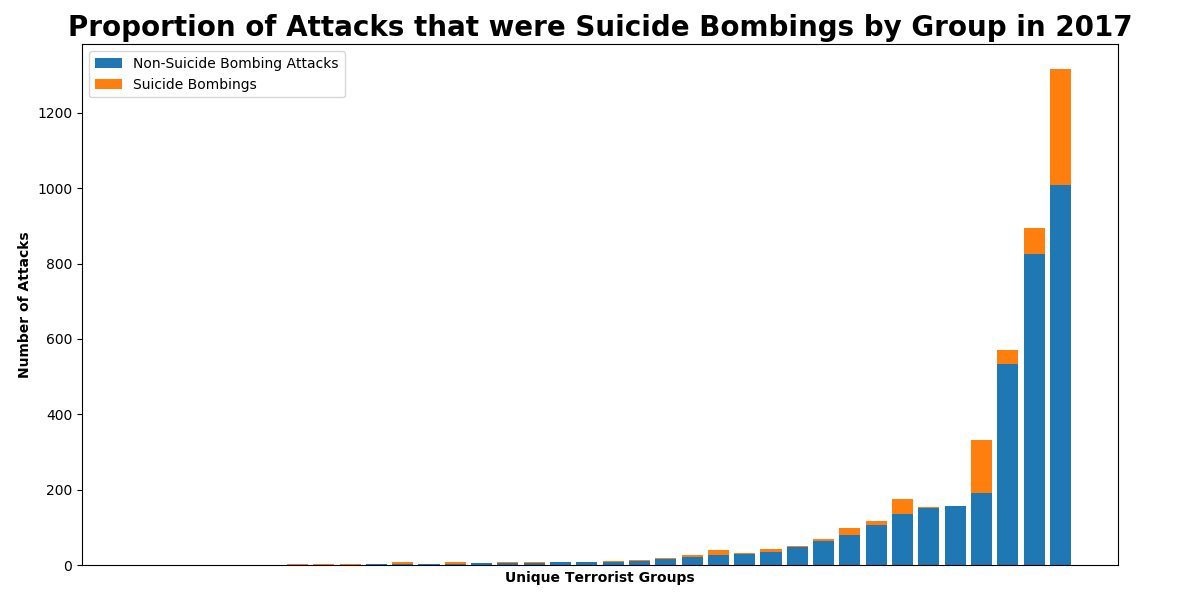 Proportion of Attacks that were Suicide Bombings by Group in 2017
Non-Suicide Bombing Attacks
Suicide Bombings
1200
1000
800
600
400
200
0
Number of Attacks
Unique Terrorist Groups